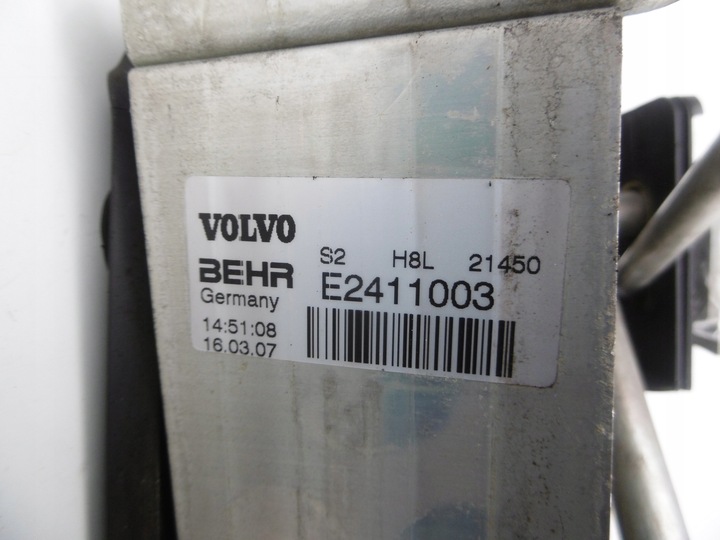 VOLVO
S2 H8L 21450
BEHR E2411003
Germany
14:51:08
16.03.07